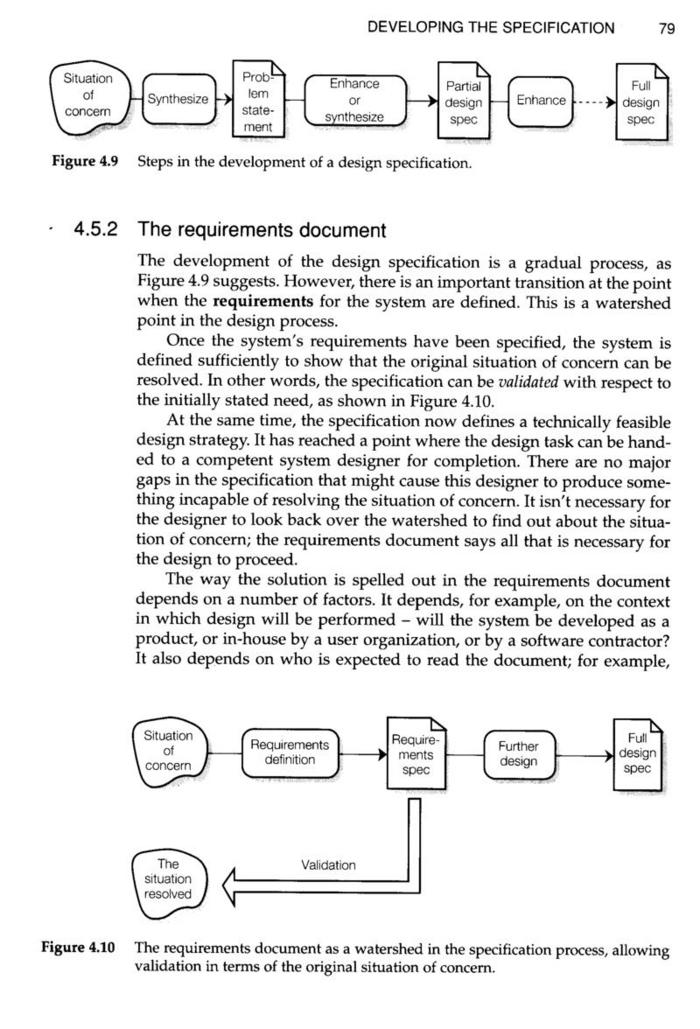 DEVELOPING THE SPECIFICATION 79
Situation
of
concern
Synthesize
Prob-
lem
state-
ment
Enhance
or
synthesize
Partial
design
spec
Enhance
Full
design
spec
Figure 4.9 Steps in the development of a design specification.
4.5.2 The requirements document
The development of the design specification is a gradual process, as
Figure 4.9 suggests. However, there is an important transition at the point
when the requirements for the system are defined. This is a watershed
point in the design process.
Once the system's requirements have been specified, the system is
defined sufficiently to show that the original situation of concern can be
resolved. In other words, the specification can be validated with respect to
the initially stated need, as shown in Figure 4.10.
At the same time, the specification now defines a technically feasible
design strategy. It has reached a point where the design task can be hand-
ed to a competent system designer for completion. There are no major
gaps in the specification that might cause this designer to produce some-
thing incapable of resolving the situation of concern. It isn't necessary for
the designer to look back over the watershed to find out about the situa-
tion of concern; the requirements document says all that is necessary for
the design to proceed.
The way the solution is spelled out in the requirements document
depends on a number of factors. It depends, for example, on the context
in which design will be performed – will the system be developed as a
product, or in-house by a user organization, or by a software contractor?
It also depends on who is expected to read the document; for example,
Situation
of
concern
Requirements
definition
Require-
ments
spec
Further
design
Full
design
spec
The
situation
resolved
Validation
Figure 4.10 The requirements document as a watershed in the specification process, allowing
validation in terms of the original situation of concern.